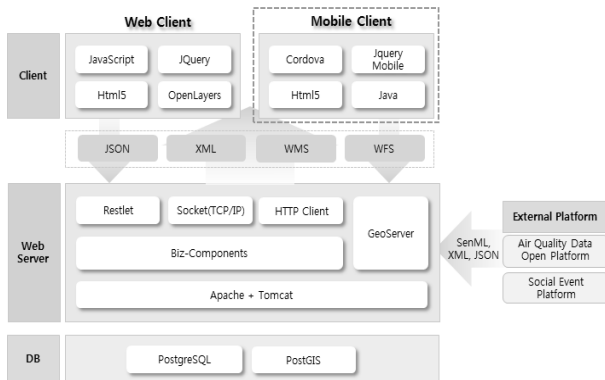 Web Client
Mobile Client
Client
JavaScript
JQuery
Html5
OpenLayers
Cordova
Jquery
Mobile
Html5
Java
JSON
XML
WMS
WFS
Web
Server
Restlet
Socket(TCP/IP)
HTTP Client
GeoServer
Biz-Components
Apache + Tomcat
SenML,
XML, JSON
External Platform
Air Quality Data
Open Platform
Social Event
Platform
DB
PostgreSQL
PostGIS